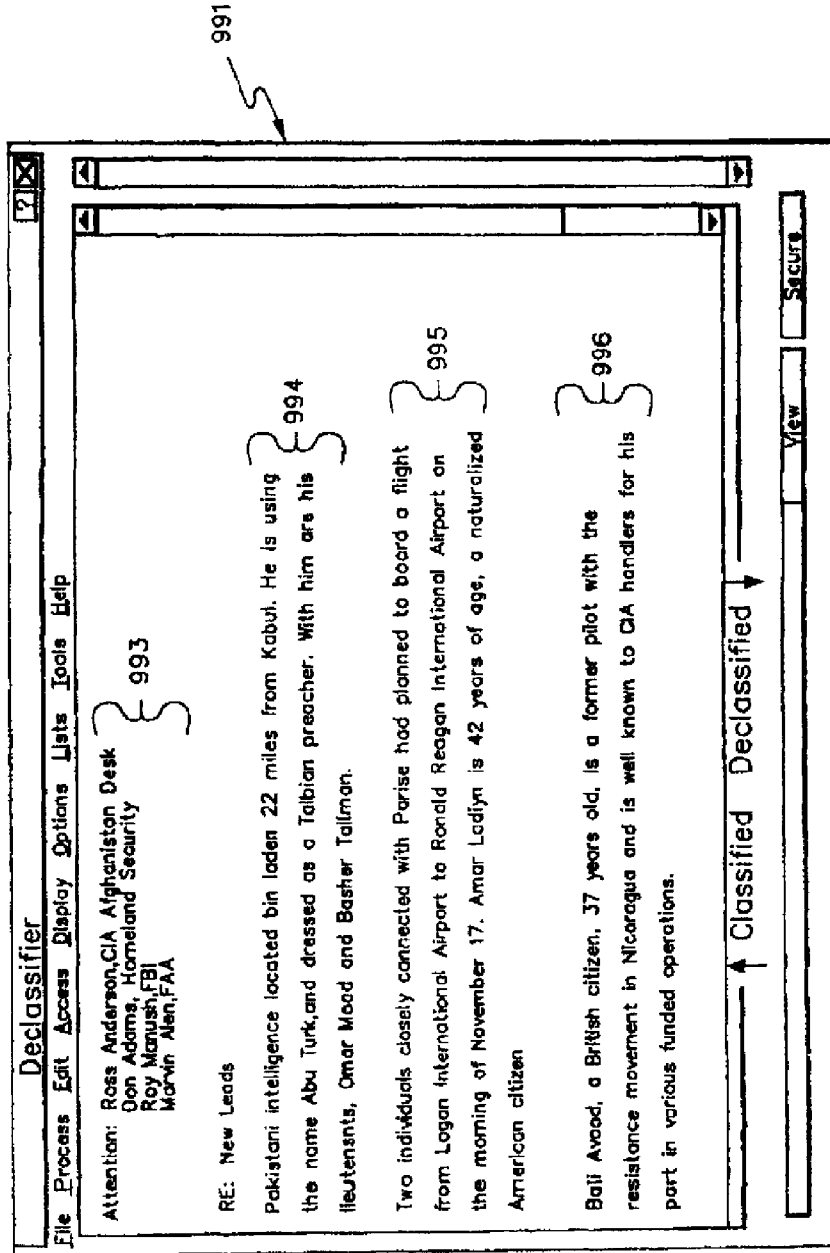 Declassifier
? X
File Process Edit Access Display Options Lists Tools Help
991
Attention: Ross Anderson,CIA Afghanistan Desk
Don Adams, Homeland Security
Roy Manush,FBI
Marvin Alen,FAA
993
RE: New Leads
Pakistani intelligence located bin laden 22 miles from Kabul. He is using
the name Abu Turk,and dressed as a Talbian preacher. With him are his
lieutenants, Omar Mood and Basher Tallman.
994
Two individuals closely connected with Parise had planned to board a flight
from Logan International Airport to Ronald Reagan International Airport on
the morning of November 17. Amar Ladiyn is 42 years of age, a naturalized
American citizen
995
Bali Avood, a British citizen, 37 years old, is a former pilot with the
resistance movement in Nicaragua and is well known to CIA handlers for his
part in various funded operations.
996
Classified Declassified
View Secure